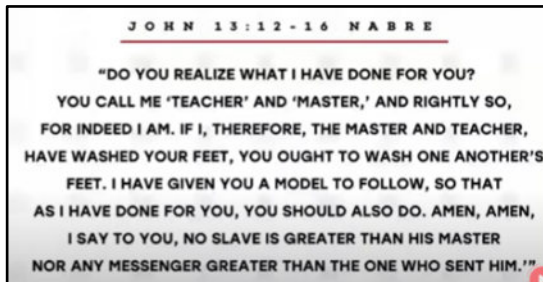 JOHN 13:12-16 NABRE
“DO YOU REALIZE WHAT I HAVE DONE FOR YOU?
YOU CALL ME ‘TEACHER’ AND ‘MASTER,’ AND RIGHTLY SO,
FOR INDEED I AM. IF I, THEREFORE, THE MASTER AND TEACHER,
HAVE WASHED YOUR FEET, YOU OUGHT TO WASH ONE ANOTHER’S
FEET. I HAVE GIVEN YOU A MODEL TO FOLLOW, SO THAT
AS I HAVE DONE FOR YOU, YOU SHOULD ALSO DO. AMEN, AMEN,
I SAY TO YOU, NO SLAVE IS GREATER THAN HIS MASTER
NOR ANY MESSENGER GREATER THAN THE ONE WHO SENT HIM.’”